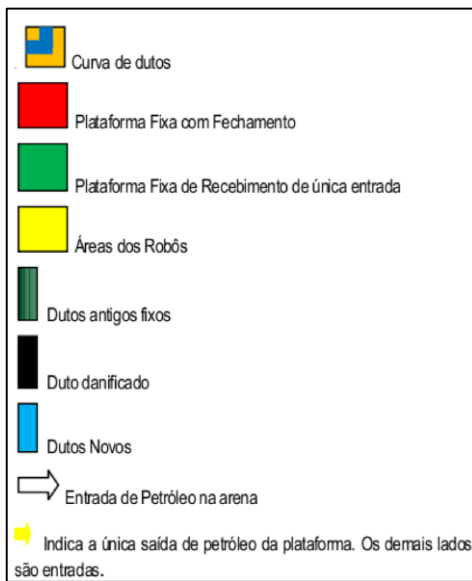 Curva de dutos
Plataforma Fixa com Fechamento
Plataforma Fixa de Recebimento de única entrada
Áreas dos Robôs
Dutos antigos fixos
Duto danificado
Dutos Novos
Entrada de Petróleo na arena
Indica a única saída de petróleo da plataforma. Os demais lados
são entradas.